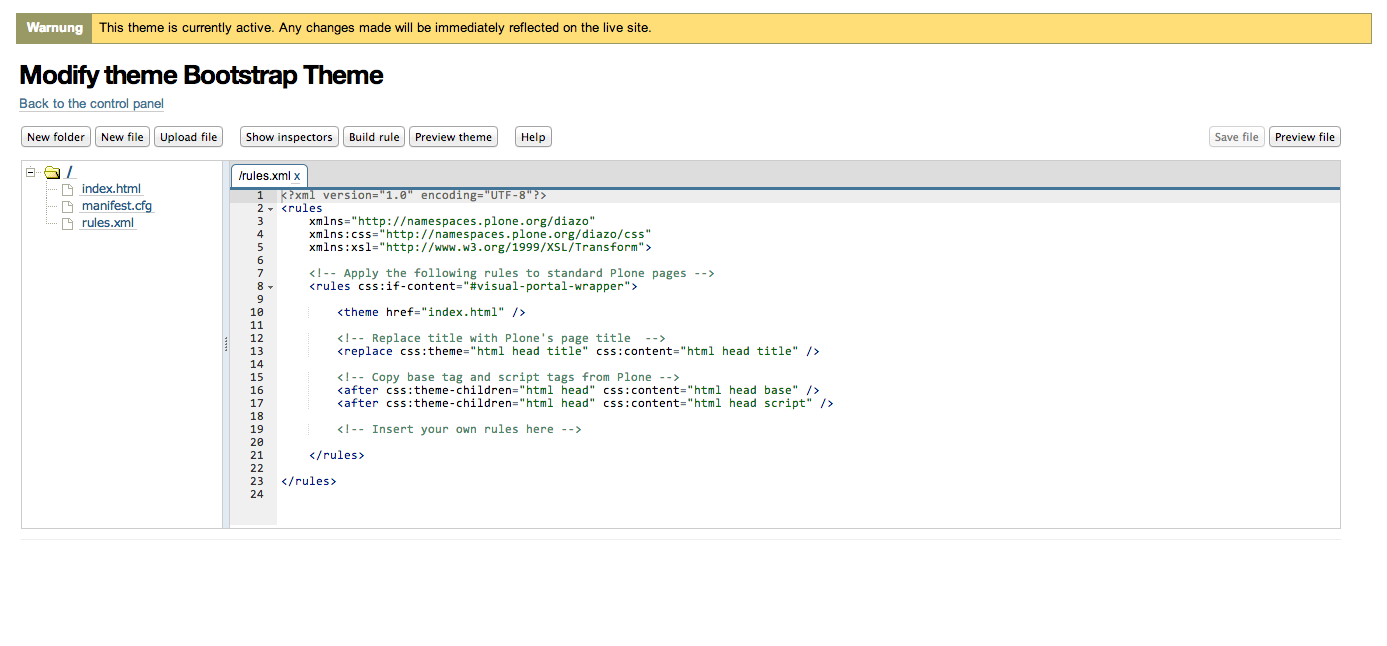 Warnung This theme is currently active. Any changes made will be immediately reflected on the live site.
Modify theme Bootstrap Theme
Back to the control panel
New folder New file Upload file Show inspectors Build rule Preview theme Help Save file Preview file
/
index.html
manifest.cfg
rules.xml
/rules.xml x
1 <?xml version="1.0" encoding="UTF-8"?>
2 <rules
3 xmlns="http://namespaces.plone.org/diazo"
4 xmlns:css="http://namespaces.plone.org/diazo/css"
5 xmlns:xsl="http://www.w3.org/1999/XSL/Transform">
6
7 <!-- Apply the following rules to standard Plone pages -->
8 <rules css:if-content="#visual-portal-wrapper">
9
10 <theme href="index.html" />
11
12 <!-- Replace title with Plone's page title -->
13 <replace css:theme="html head title" css:content="html head title" />
14
15 <!-- Copy base tag and script tags from Plone -->
16 <after css:theme-children="html head" css:content="html head base" />
17 <after css:theme-children="html head" css:content="html head script" />
18
19 <!-- Insert your own rules here -->
20
21 </rules>
22
23 </rules>
24